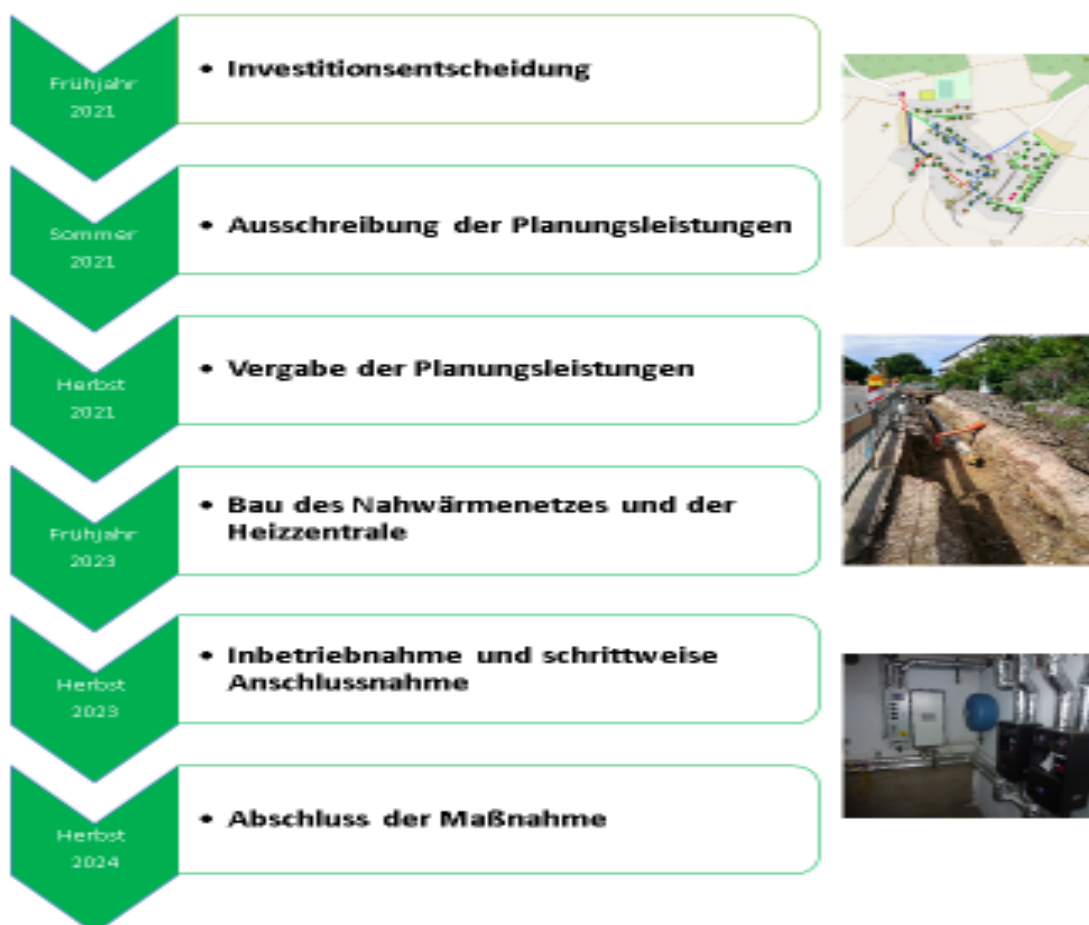 Frühjahr
2021
• Investitionsentscheidung
Sommer
2021
• Ausschreibung der Planungsleistungen
Herbst
2021
• Vergabe der Planungsleistungen
Frühjahr
2023
• Bau des Nahwärmenetzes und der
Heizzentrale
Herbst
2023
• Inbetriebnahme und schrittweise
Anschlussnahme
Herbst
2024
• Abschluss der Maßnahme